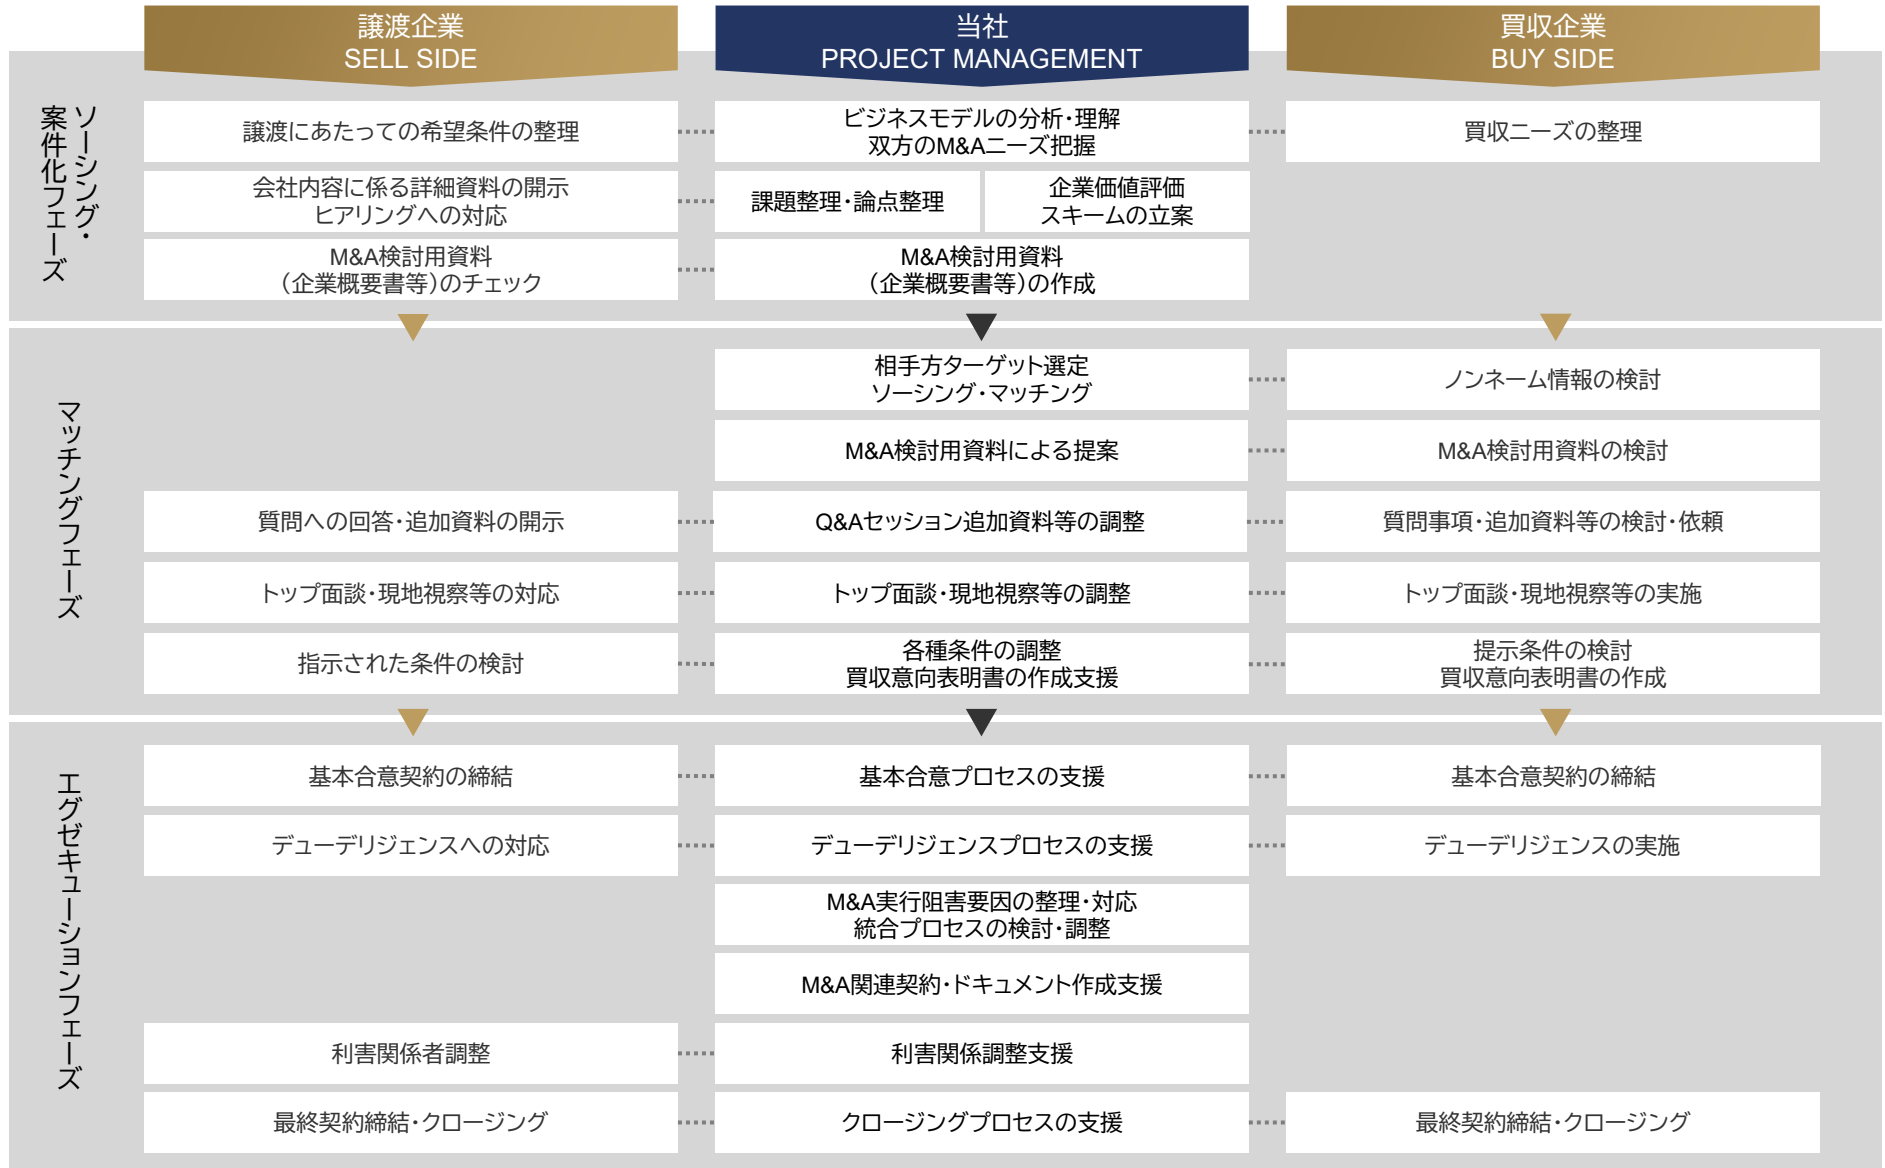 譲渡企業
SELL SIDE
当社
PROJECT MANAGEMENT
買収企業
BUY SIDE
ソーシング・
案件化フェーズ
譲渡にあたっての希望条件の整理
ビジネスモデルの分析・理解
双方のM&Aニーズ把握
買収ニーズの整理
会社内容に係る詳細資料の開示
ヒアリングへの対応
課題整理・論点整理
企業価値評価
スキームの立案
M&A検討用資料
（企業概要書等）のチェック
M&A検討用資料
（企業概要書等）の作成
マッチングフェーズ
相手方ターゲット選定
ソーシング・マッチング
ノンネーム情報の検討
M&A検討用資料による提案
M&A検討用資料の検討
質問への回答・追加資料の開示
Q&Aセッション追加資料等の調整
質問事項・追加資料等の検討・依頼
トップ面談・現地視察等の対応
トップ面談・現地視察等の調整
トップ面談・現地視察等の実施
指示された条件の検討
各種条件の調整
買収意向表明書の作成支援
提示条件の検討
買収意向表明書の作成
エグゼキューションフェーズ
基本合意契約の締結
基本合意プロセスの支援
基本合意契約の締結
デューデリジェンスへの対応
デューデリジェンスプロセスの支援
デューデリジェンスの実施
M&A実行阻害要因の整理・対応
統合プロセスの検討・調整
M&A関連契約・ドキュメント作成支援
利害関係者調整
利害関係調整支援
最終契約締結・クロージング
クロージングプロセスの支援
最終契約締結・クロージング